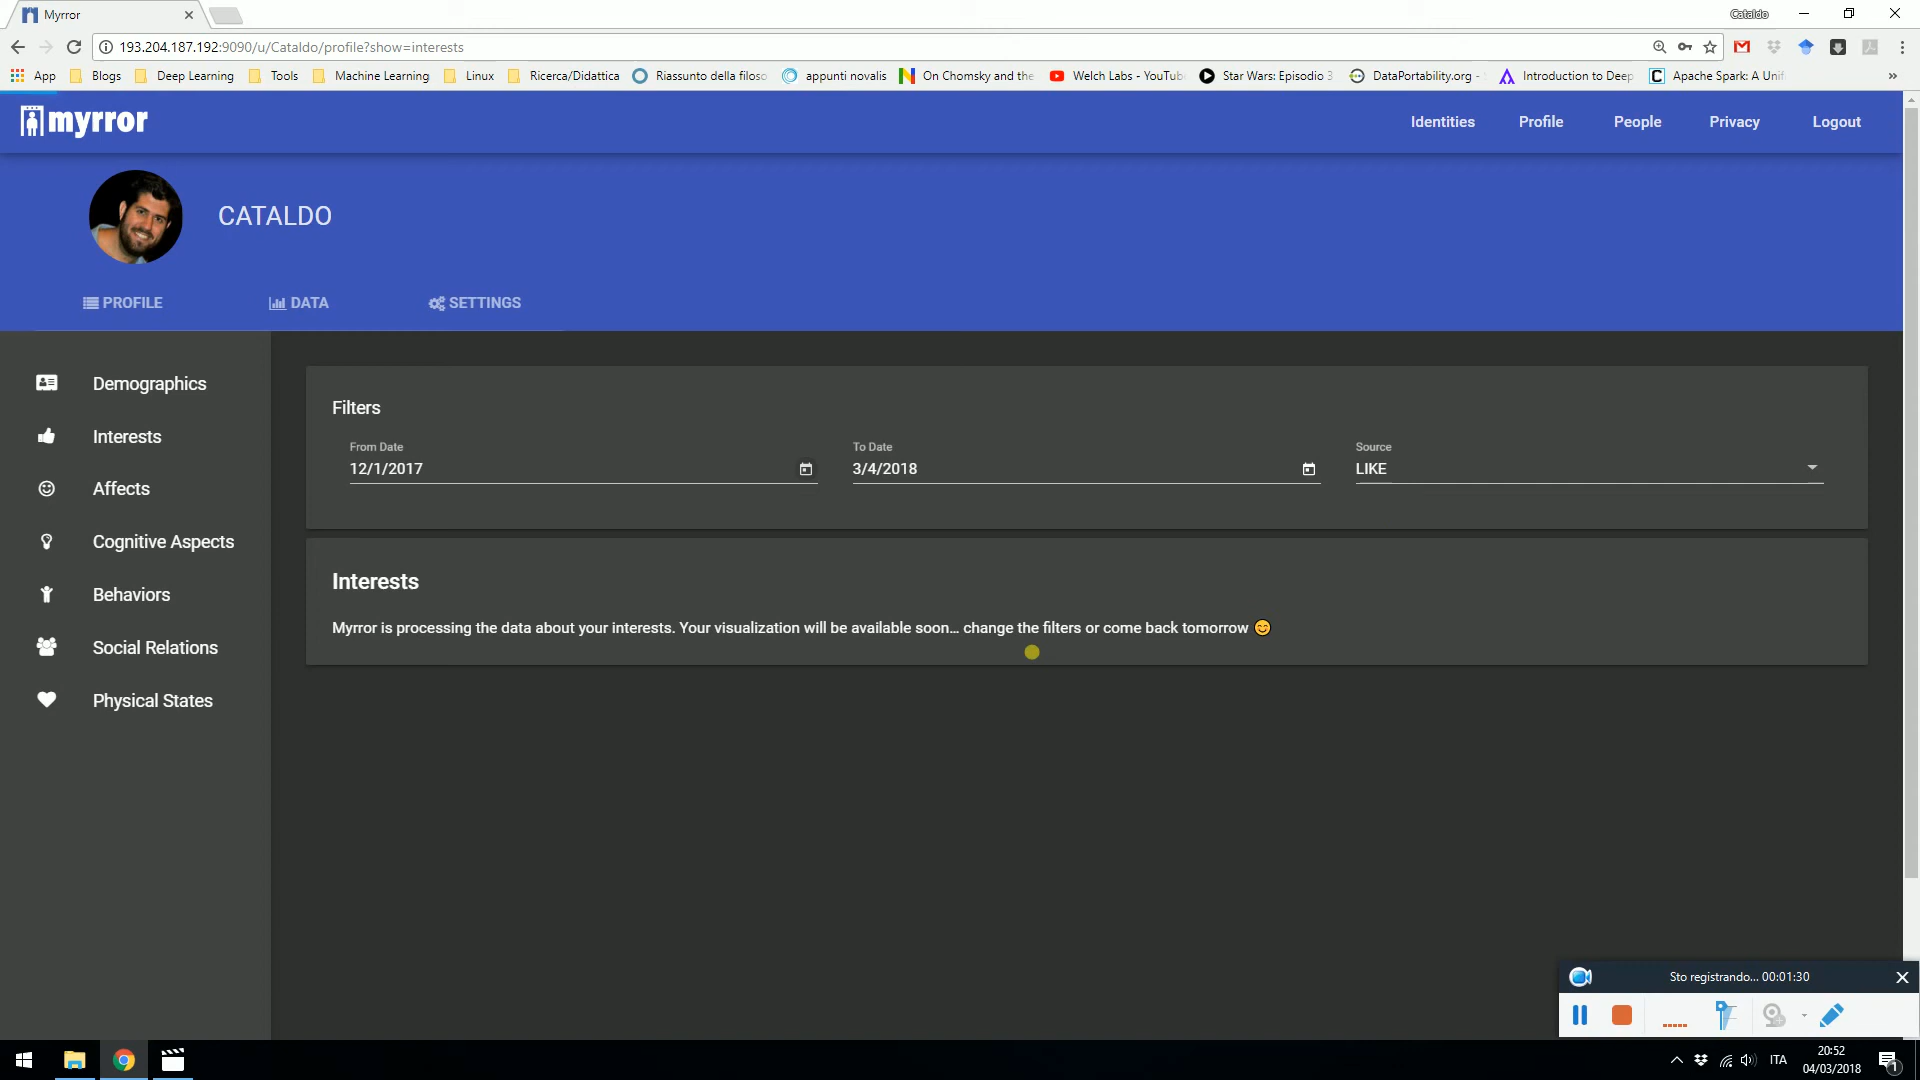 Myrror
Cataldo
193.204.187.192:9090/u/Cataldo/profile?show=interests
App Blogs Deep Learning Tools Machine Learning Linux Ricerca/Didattica Riassunto della filoso appunti novalis On Chomsky and the Welch Labs - YouTub Star Wars: Episodio 3 DataPortability.org - Introduction to Deep Apache Spark: A Unif »
myrror
Identities Profile People Privacy Logout
CATALDO
PROFILE DATA SETTINGS
Demographics
Interests
Affects
Cognitive Aspects
Behaviors
Social Relations
Physical States
Filters
From Date To Date Source
12/1/2017 3/4/2018 LIKE
Interests
Myrror is processing the data about your interests. Your visualization will be available soon... change the filters or come back tomorrow 😊
Sto registrando... 00:01:30
ITA
20:52
04/03/2018
1